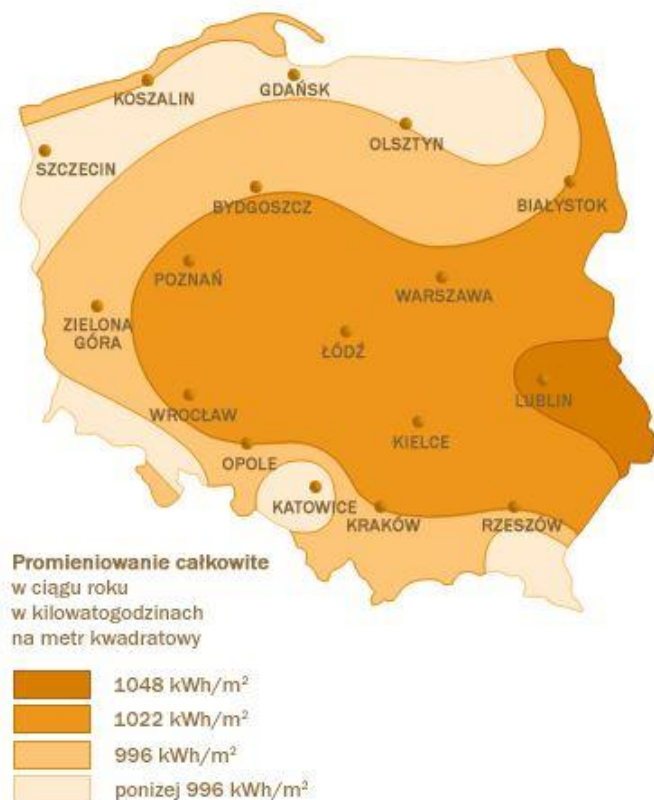 KOSZALIN
GDAŃSK
OLSZTYN
SZCZECIN
BYDGOSZCZ
BIAŁYSTOK
POZNAŃ
WARSZAWA
ZIELONA
GÓRA
ŁÓDŹ
LUBLIN
WROCŁAW
KIELCE
OPOLE
KATOWICE
KRAKÓW
RZESZÓW
Promieniowanie całkowite
w ciągu roku
w kilowatogodzinach
na metr kwadratowy
1048 kWh/m²
1022 kWh/m²
996 kWh/m²
poniżej 996 kWh/m²